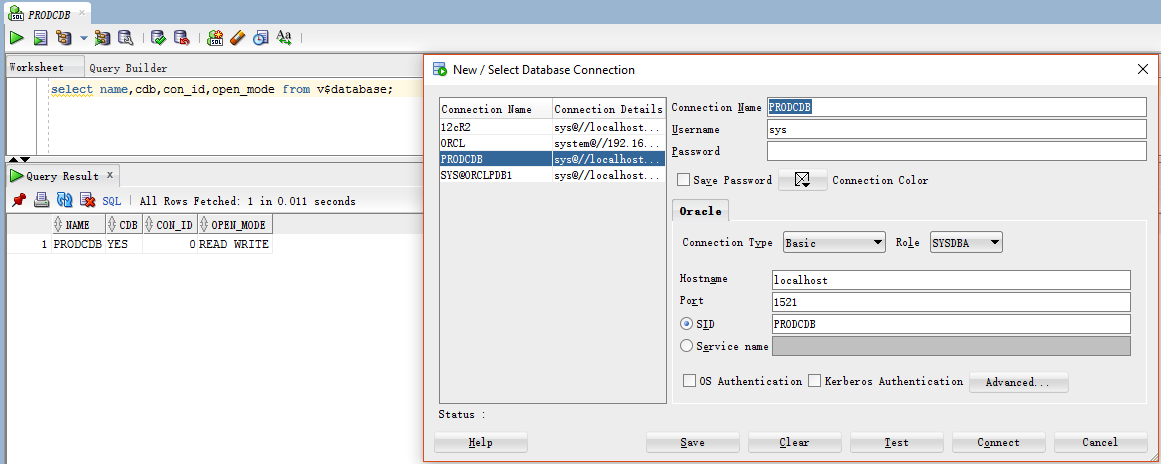 PRODCDB
SQL
Aa
Worksheet Query Builder
select name,cdb,con_id,open_mode from v$database;
Query Result
SQL | All Rows Fetched: 1 in 0.011 seconds
NAME CDB CON_ID OPEN_MODE
1 PRODCDB YES 0 READ WRITE
New / Select Database Connection
Connection Name Connection Details
12cR2 sys@//localhost...
ORCL system@//192.16...
PRODCDB sys@//localhost...
SYS@ORCLPDB1 sys@//localhost...
Connection Name PRODCDB
Username sys
Password
Save Password Connection Color
Oracle
Connection Type Basic Role SYSDBA
Hostname localhost
Port 1521
SID PRODCDB
Service name
OS Authentication Kerberos Authentication Advanced...
Status :
Help Save Clear Test Connect Cancel